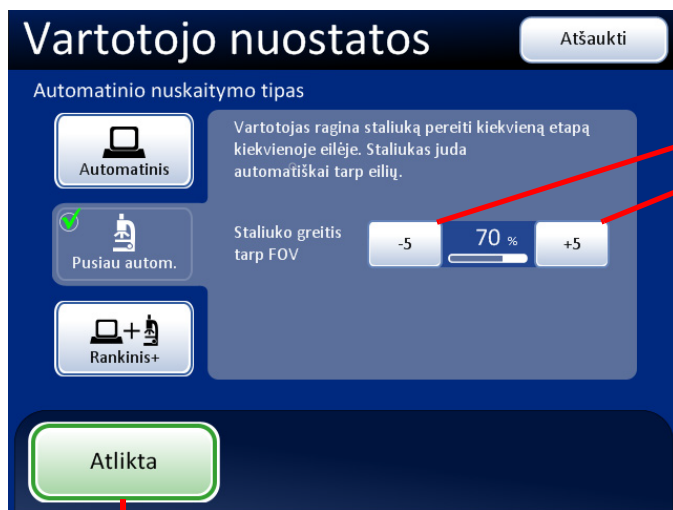 Vartotojo nuostatos
Atšaukti
Automatinio nuskaitymo tipas
Automatinis
Vartotojas ragina staliuką pereiti kiekvieną etapą
kiekvienoje eilėje. Staliukas juda
automatiškai tarp eilių.
Pusiau autom.
Staliuko greitis
tarp FOV
-5
70 %
+5
Rankinis+
Atlikta